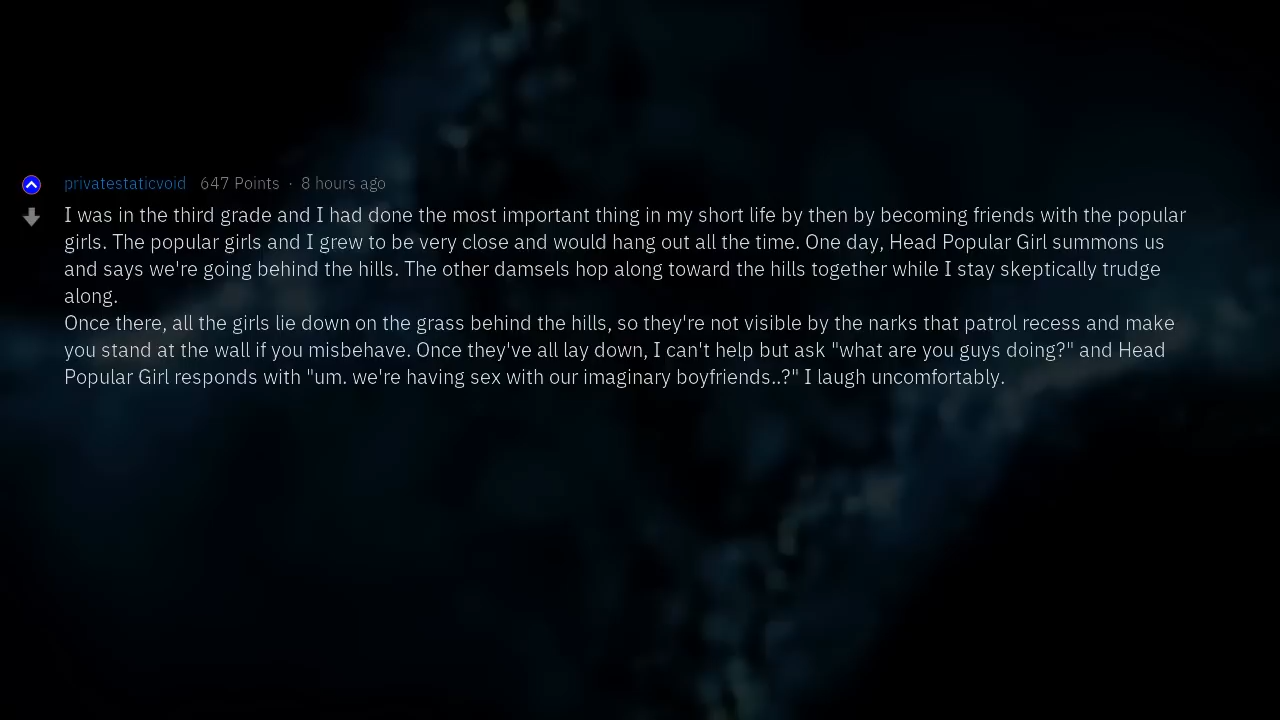 privatestaticvoid 647 Points · 8 hours ago
I was in the third grade and I had done the most important thing in my short life by then by becoming friends with the popular
girls. The popular girls and I grew to be very close and would hang out all the time. One day, Head Popular Girl summons us
and says we're going behind the hills. The other damsels hop along toward the hills together while I stay skeptically trudge
along.
Once there, all the girls lie down on the grass behind the hills, so they're not visible by the narks that patrol recess and make
you stand at the wall if you misbehave. Once they've all lay down, I can't help but ask "what are you guys doing?" and Head
Popular Girl responds with "um. we're having sex with our imaginary boyfriends..?" I laugh uncomfortably.